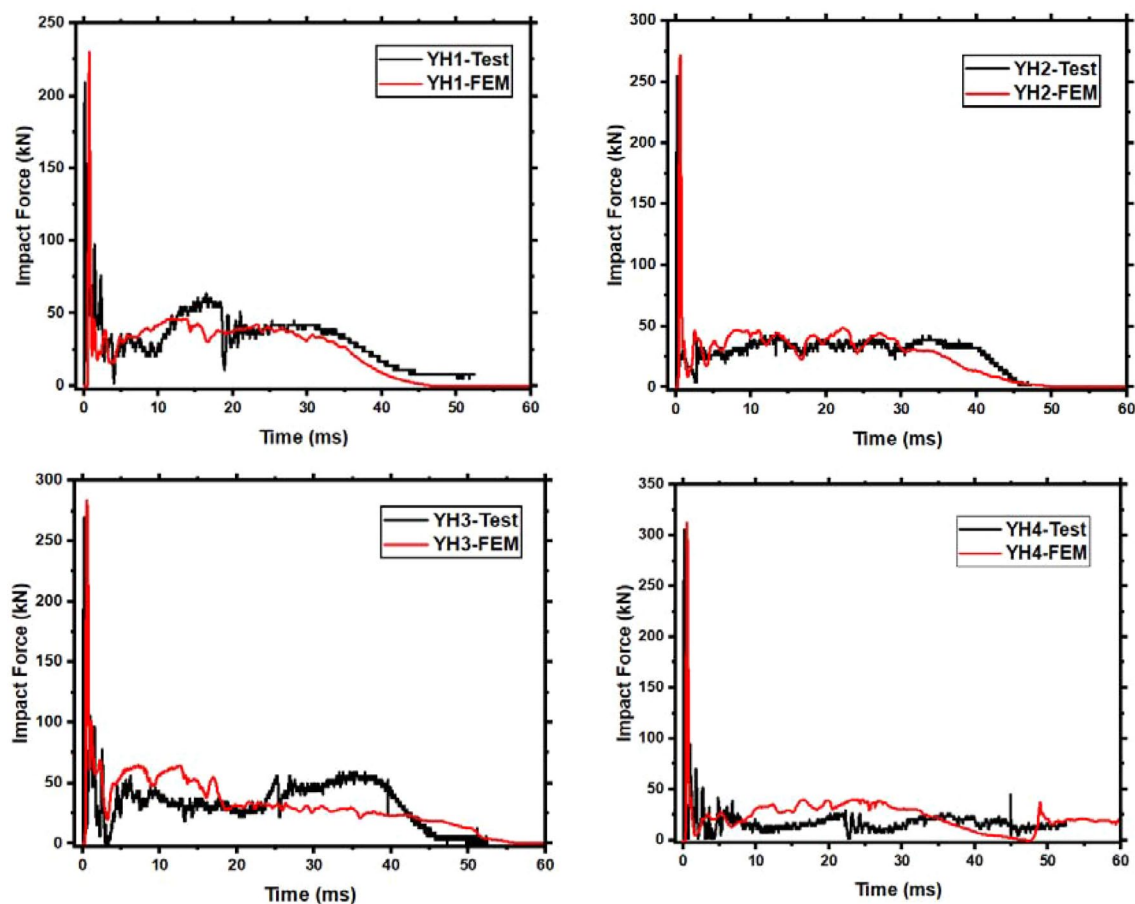 250
200
150
100
50
0
Impact Force (kN)
YH1-Test
YH1-FEM
0 10 20 30 40 50 60
Time (ms)
300
250
200
150
100
50
0
Impact Force (kN)
YH2-Test
YH2-FEM
0 10 20 30 40 50 60
Time (ms)
300
250
200
150
100
50
0
Impact Force (kN)
YH3-Test
YH3-FEM
0 10 20 30 40 50 60
Time (ms)
350
300
250
200
150
100
50
0
Impact Force (kN)
YH4-Test
YH4-FEM
0 10 20 30 40 50 60
Time (ms)